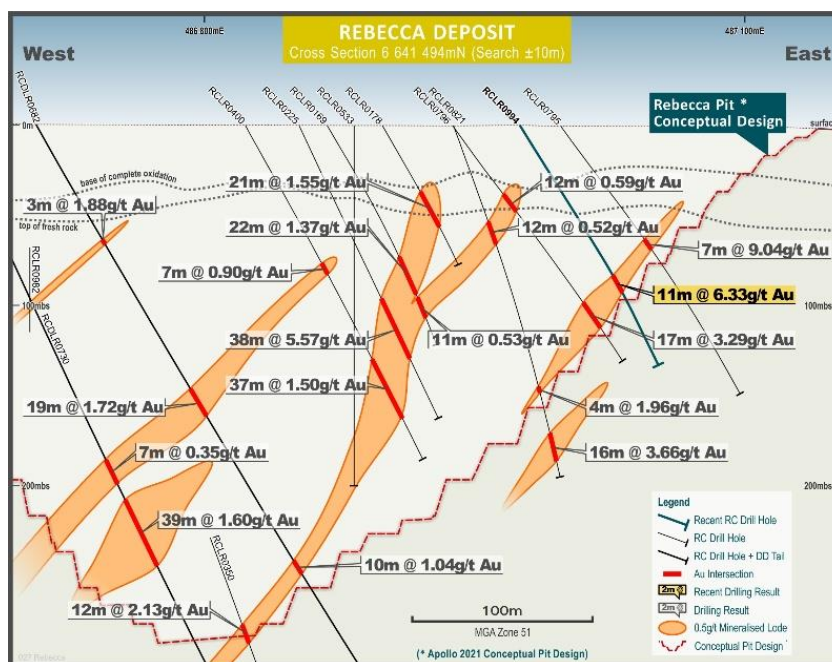 486 800mE
487 100mE
REBECCA DEPOSIT
Cross Section 6 641 494mN (Search ±10m)
West
East
RCDLR0682
RCLR0400
RCLR0225
RCLR0169
RCLR0533
RCLR0178
RCLR0796
RCLR0821
RCLR0994
RCLR0795
Rebecca Pit *
Conceptual Design
0m
surface
base of complete oxidation
top of fresh rock
21m @ 1.55g/t Au
12m @ 0.59g/t Au
3m @ 1.88g/t Au
22m @ 1.37g/t Au
12m @ 0.52g/t Au
7m @ 9.04g/t Au
7m @ 0.90g/t Au
11m @ 6.33g/t Au
RCLR0982
100mbs
100mbs
RCDLR0730
38m @ 5.57g/t Au
11m @ 0.53g/t Au
17m @ 3.29g/t Au
37m @ 1.50g/t Au
19m @ 1.72g/t Au
4m @ 1.96g/t Au
7m @ 0.35g/t Au
16m @ 3.66g/t Au
200mbs
200mbs
39m @ 1.60g/t Au
RCLR0350
10m @ 1.04g/t Au
12m @ 2.13g/t Au
Legend
Recent RC Drill Hole
RC Drill Hole
RC Drill Hole + DD Tail
Au Intersection
2m @ Recent Drilling Result
2m @ Drilling Result
0.5g/t Mineralised Lode
Conceptual Pit Design
100m
MGA Zone 51
(* Apollo 2021 Conceptual Pit Design)
027 Rebecca